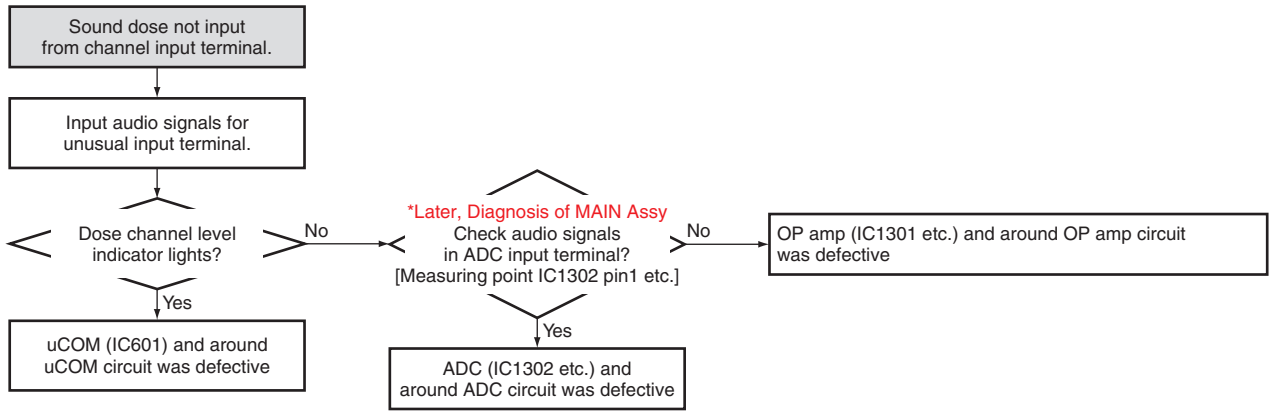 Sound dose not input
from channel input terminal.
Input audio signals for
unusual input terminal.
Dose channel level
indicator lights?
No
Yes
uCOM (IC601) and around
uCOM circuit was defective
*Later, Diagnosis of MAIN Assy
Check audio signals
in ADC input terminal?
[Measuring point IC1302 pin1 etc.]
No
Yes
ADC (IC1302 etc.) and
around ADC circuit was defective
OP amp (IC1301 etc.) and around OP amp circuit
was defective